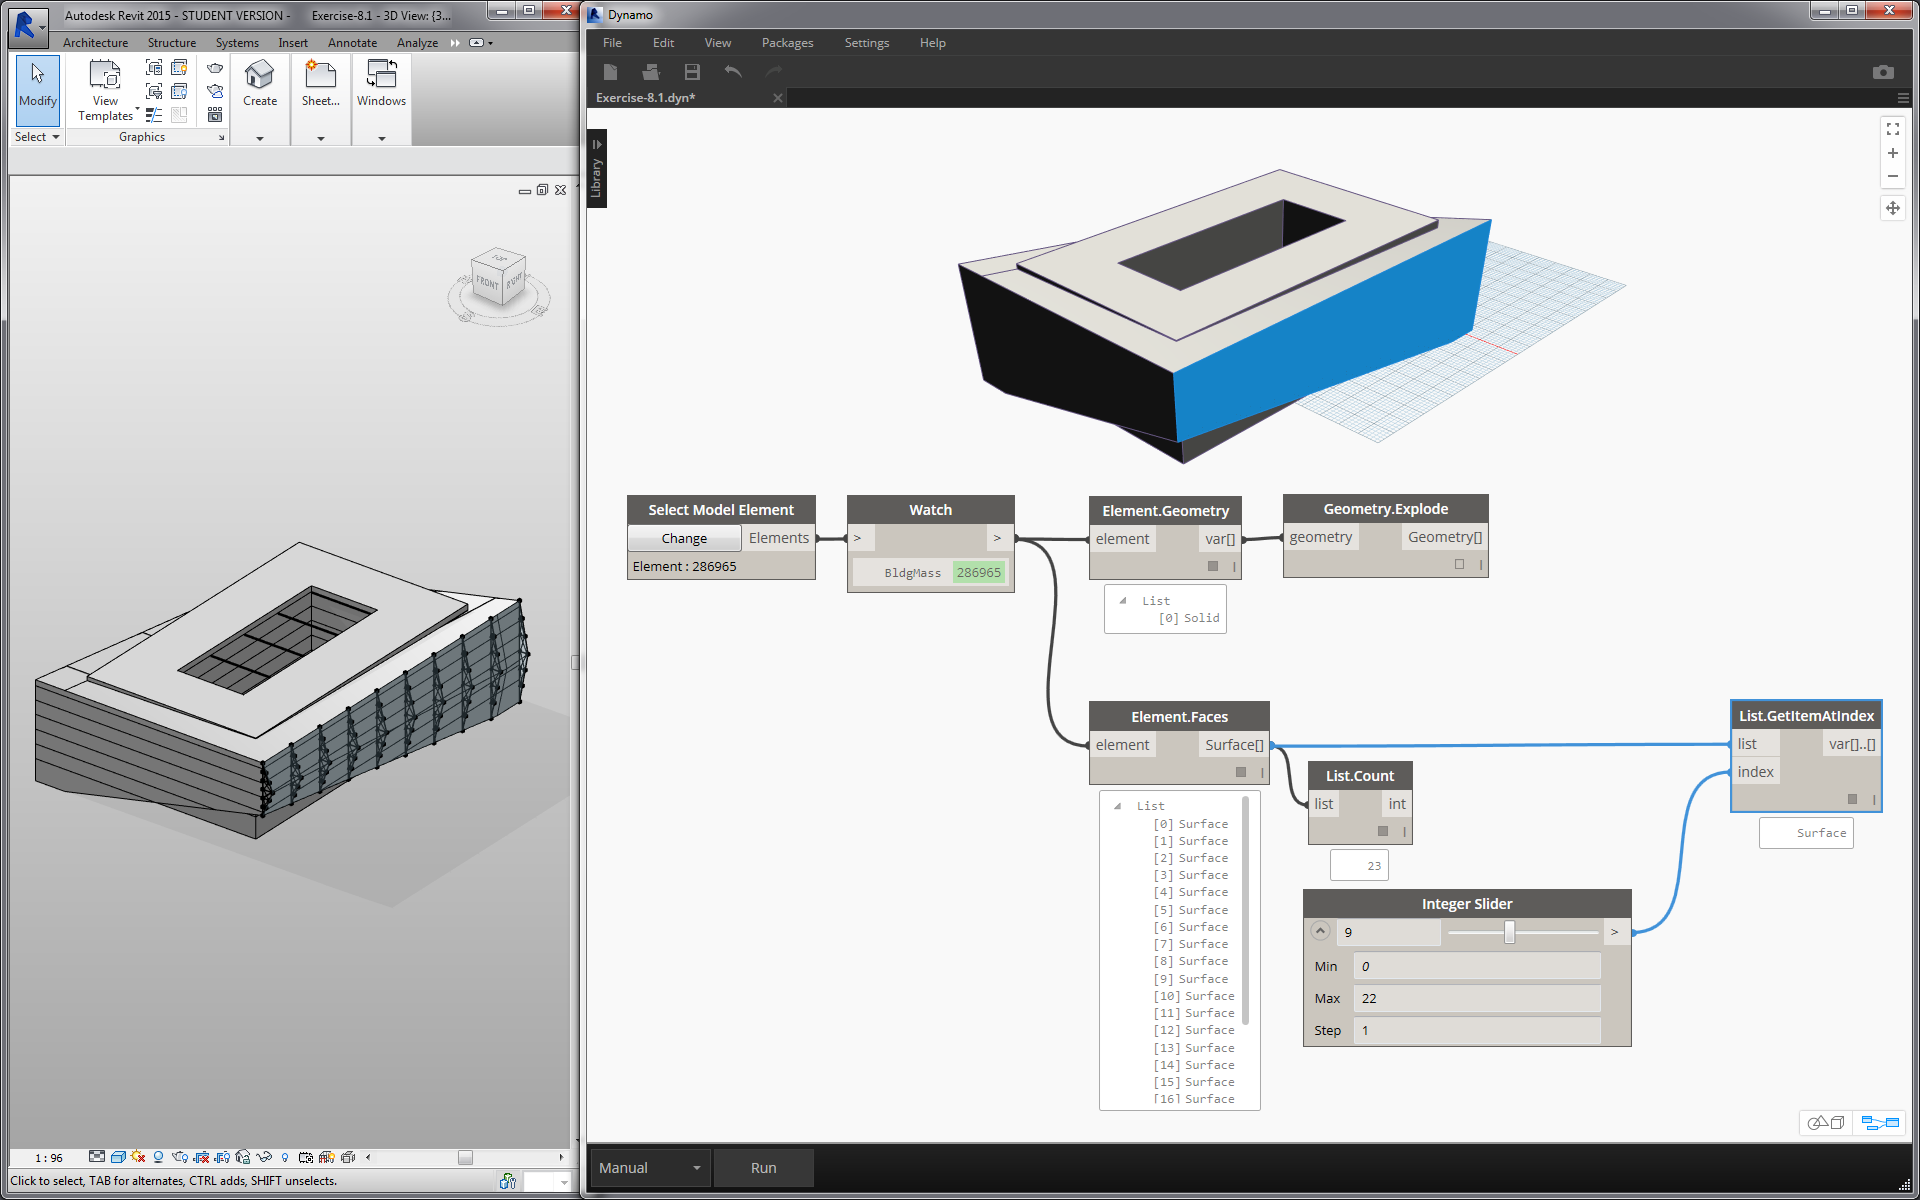 Autodesk Revit 2015 - STUDENT VERSION -    Exercise-8.1 - 3D View: {3...
Architecture Structure Systems Insert Annotate Analyze
Modify
View
Templates
Create
Sheet...
Windows
Select
Graphics
TOP
FRONT
RIGHT
1 : 96
Click to select, TAB for alternates, CTRL adds, SHIFT unselects.
Dynamo
File Edit View Packages Settings Help
Exercise-8.1.dyn*
Library
Select Model Element
Change Elements
Element : 286965
Watch
> >
BldgMass 286965
Element.Geometry
element var[]
List
[0] Solid
Geometry.Explode
geometry Geometry[]
Element.Faces
element Surface[]
List
[0] Surface
[1] Surface
[2] Surface
[3] Surface
[4] Surface
[5] Surface
[6] Surface
[7] Surface
[8] Surface
[9] Surface
[10] Surface
[11] Surface
[12] Surface
[13] Surface
[14] Surface
[15] Surface
[16] Surface
List.Count
list int
23
Integer Slider
9 >
Min 0
Max 22
Step 1
List.GetItemAtIndex
list var[]..[]
index
Surface
Manual Run